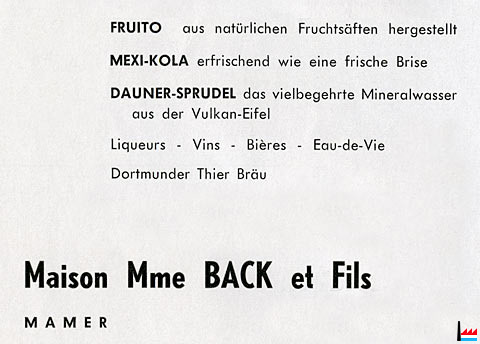 FRUITO aus natürlichen Fruchtsäften hergestellt
MEXI-KOLA erfrischend wie eine frische Brise
DAUNER-SPRUDEL das vielbegehrte Mineralwasser
aus der Vulkan-Eifel
Liqueurs - Vins - Bières - Eau-de-Vie
Dortmunder Thier Bräu
Maison Mme BACK et Fils
MAMER